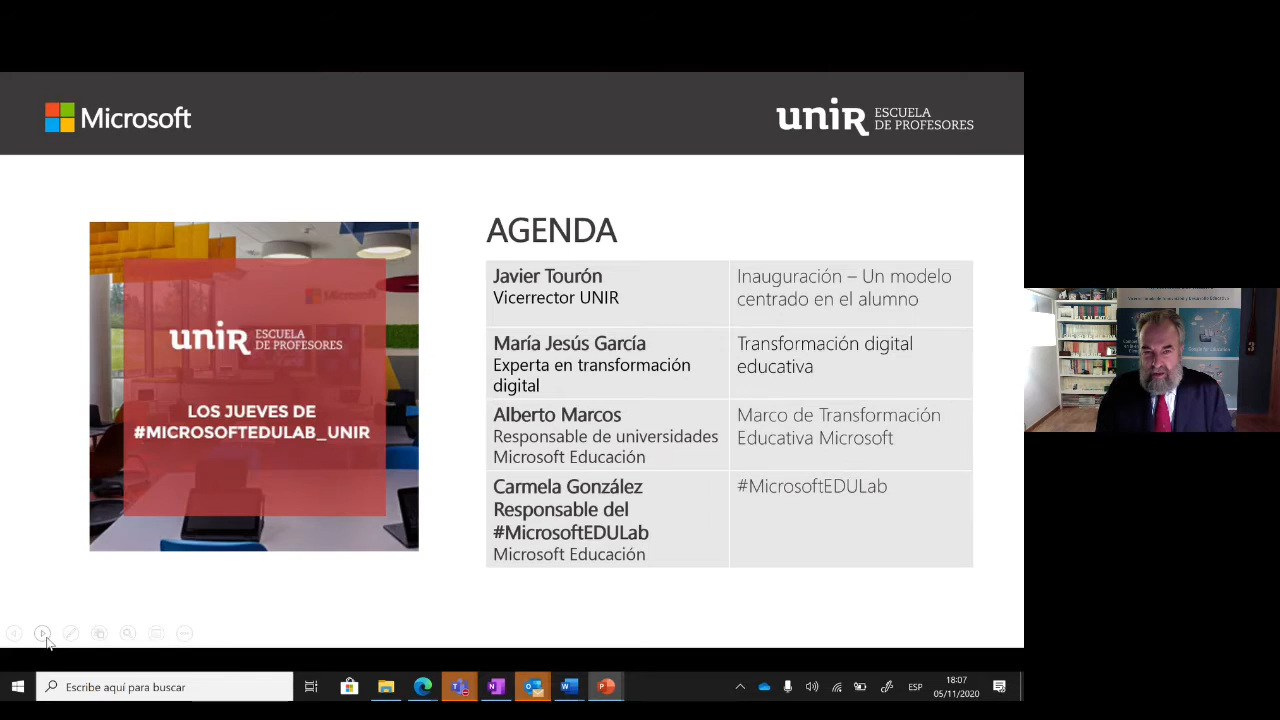 Microsoft
unir ESCUELA
DE PROFESORES
unir ESCUELA
DE PROFESORES
LOS JUEVES DE
#MICROSOFTEDULAB_UNIR
AGENDA
Javier Tourón
Vicerrector UNIR
Inauguración – Un modelo
centrado en el alumno
María Jesús García
Experta en transformación
digital
Transformación digital
educativa
Alberto Marcos
Responsable de universidades
Microsoft Educación
Marco de Transformación
Educativa Microsoft
Carmela González
Responsable del
#MicrosoftEDULab
Microsoft Educación
#MicrosoftEDULab
Escribe aquí para buscar
ESP
18:07
05/11/2020